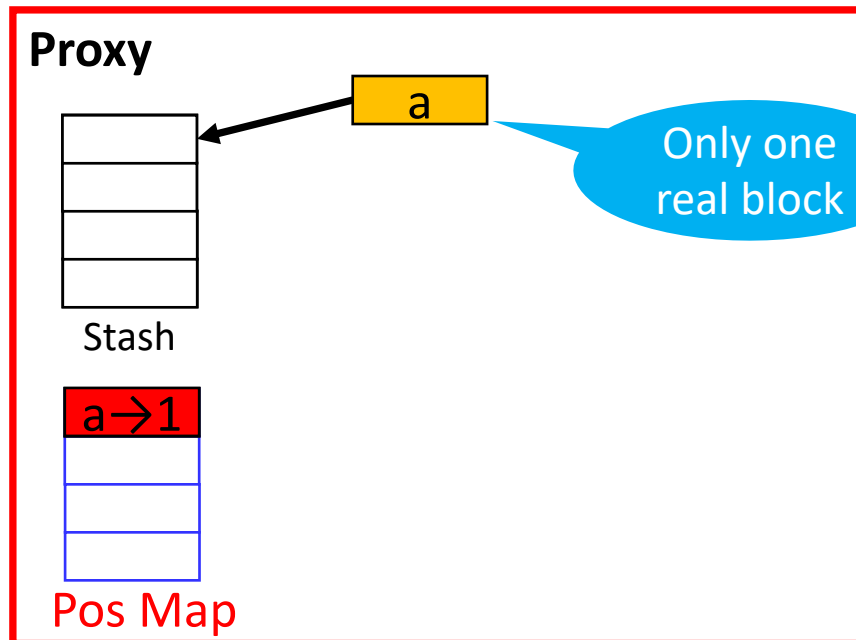 Proxy
a
Only one
real block
Stash
a→1
Pos Map